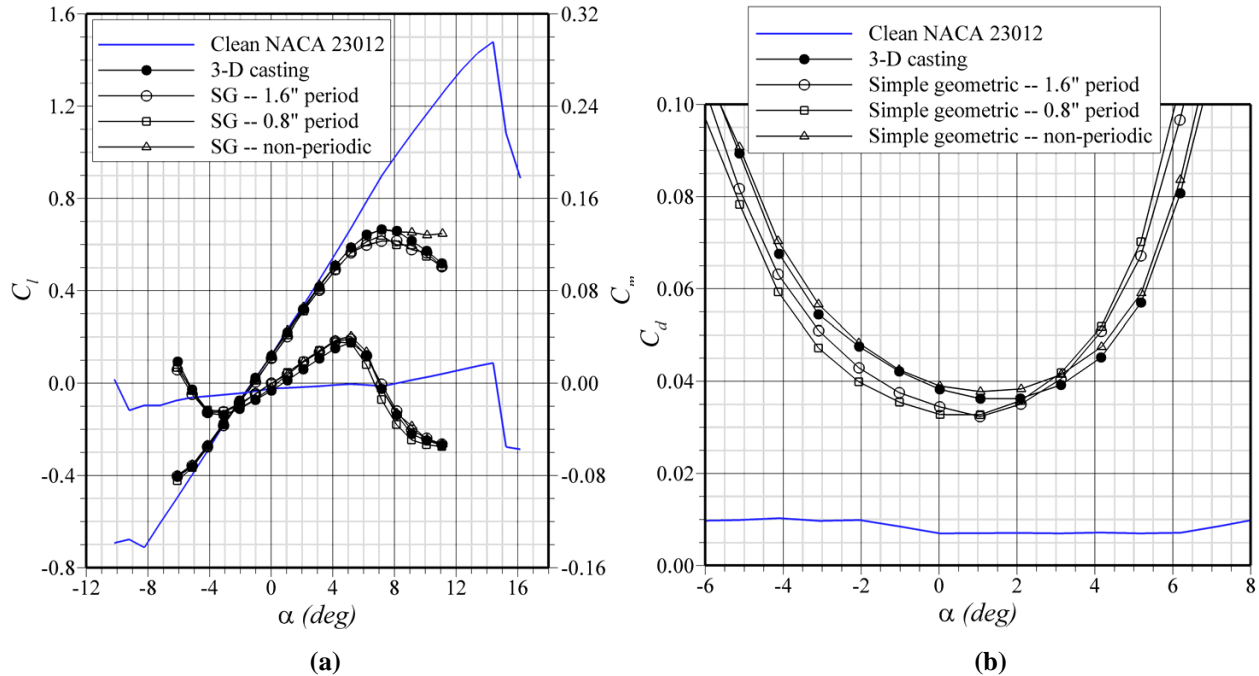 1.6
1.2
0.8
0.4
0.0
-0.4
-0.8
C_l
Clean NACA 23012
3-D casting
SG -- 1.6" period
SG -- 0.8" period
SG -- non-periodic
0.32
0.24
0.16
0.08
0.00
-0.08
-0.16
C_m
-12 -8 -4 0 4 8 12 16
α (deg)
(a)
Clean NACA 23012
3-D casting
Simple geometric -- 1.6" period
Simple geometric -- 0.8" period
Simple geometric -- non-periodic
0.10
0.08
0.06
0.04
0.02
0.00
C_d
-6 -4 -2 0 2 4 6 8
α (deg)
(b)